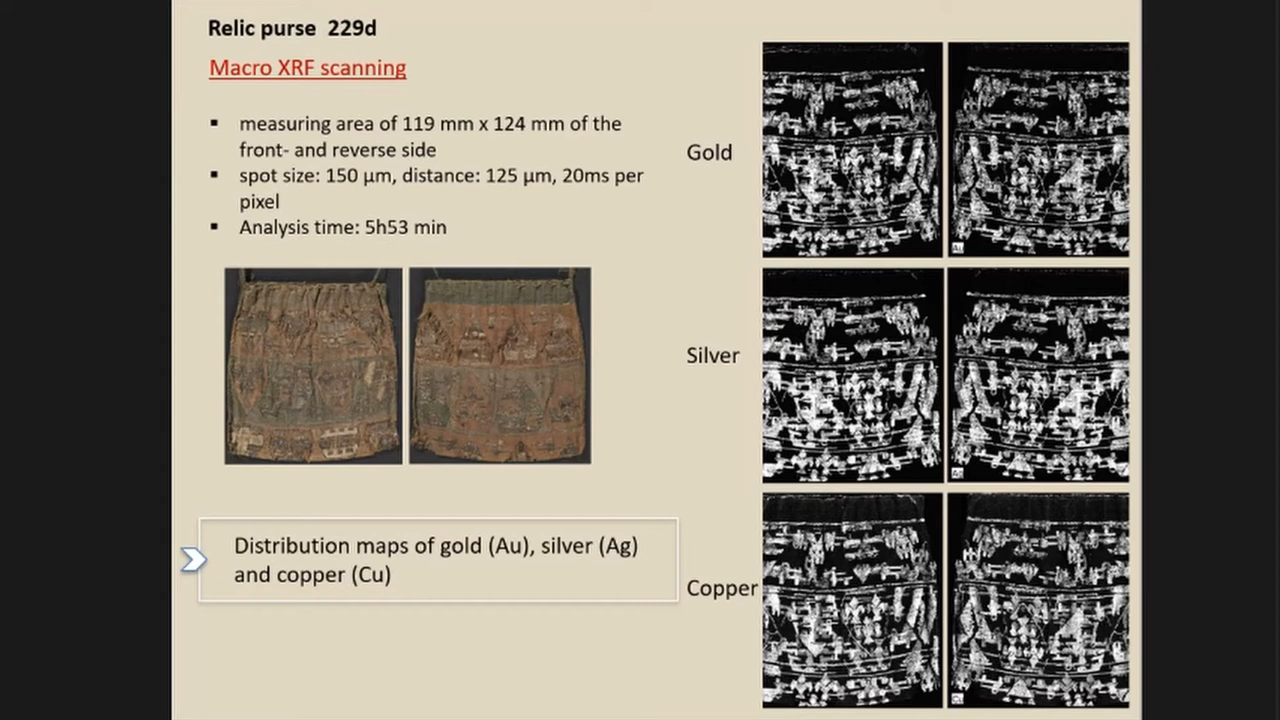 Relic purse 229d
Macro XRF scanning
▪ measuring area of 119 mm x 124 mm of the
front- and reverse side
▪ spot size: 150 µm, distance: 125 µm, 20ms per
pixel
▪ Analysis time: 5h53 min
Distribution maps of gold (Au), silver (Ag)
and copper (Cu)
Gold
Au
Silver
Copper